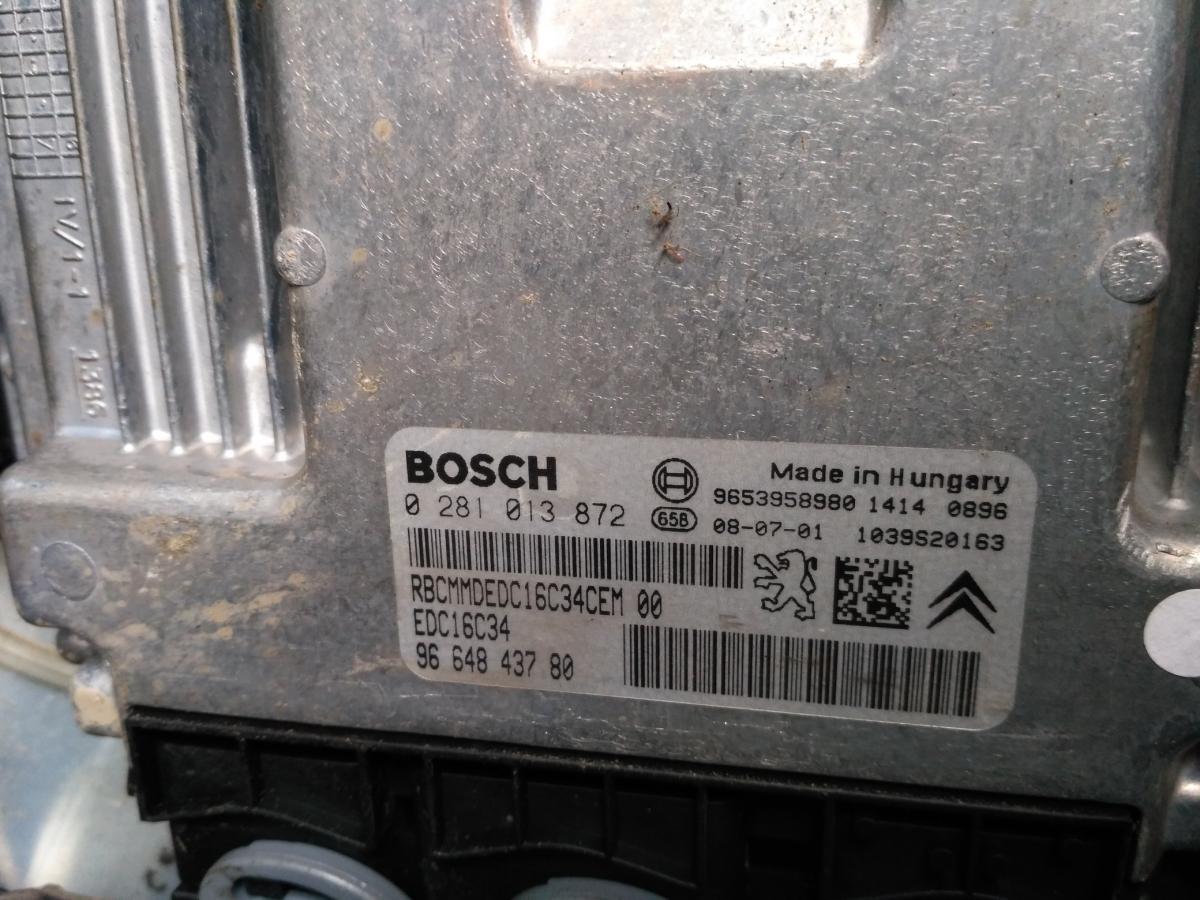 IV/1-1 1386
BOSCH
Made in Hungary
0 281 013 872
9653958980 1414 0896
658
08-07-01 1039S20163
RBCMMDEDC16C34CEM 00
EDC16C34
96 648 437 80